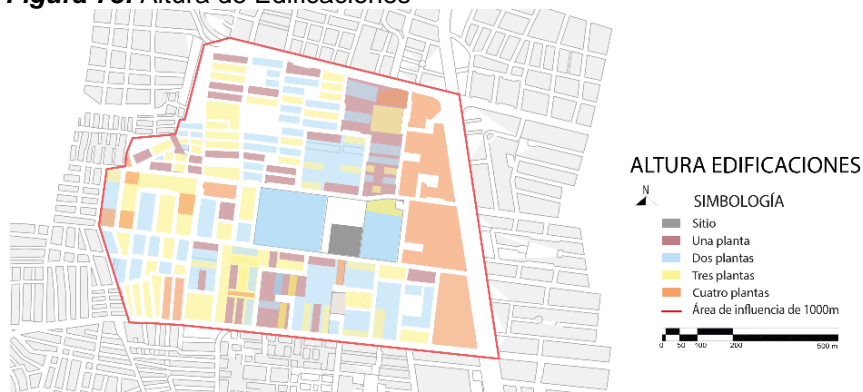 Altura de Edificaciones
ALTURA EDIFICACIONES
N
SIMBOLOGÍA
Sitio
Una planta
Dos plantas
Tres plantas
Cuatro plantas
Área de influencia de 1000m
0 50 100 200 500 m